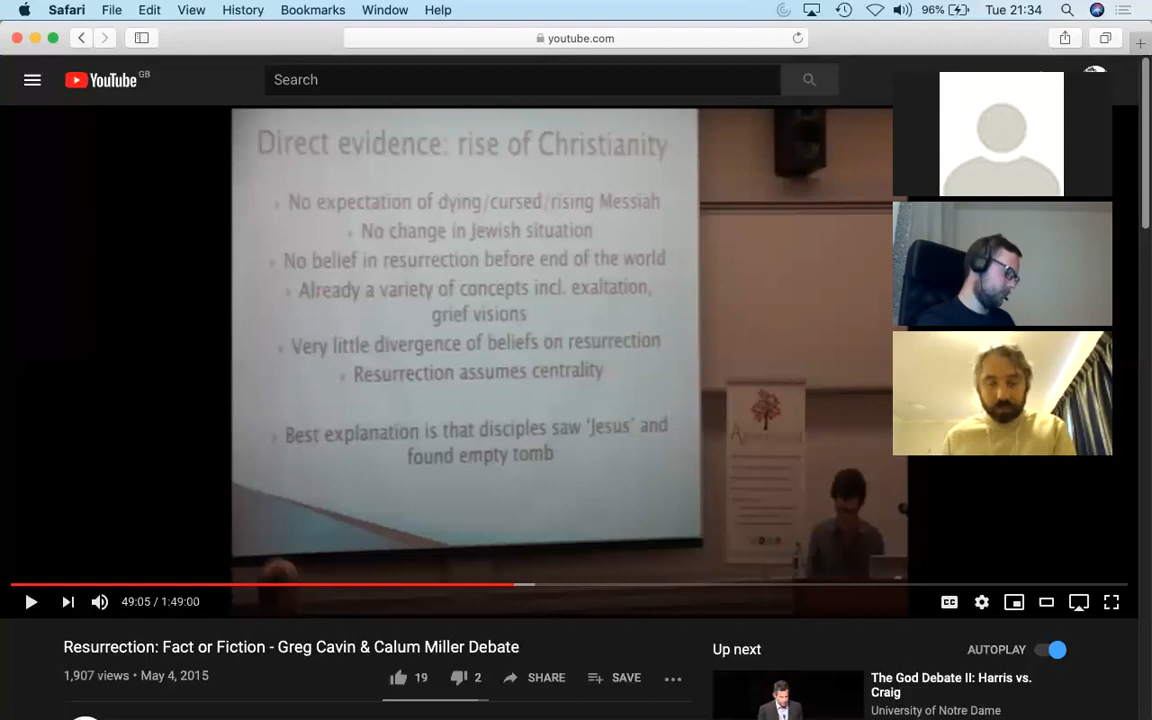 Safari File Edit View History Bookmarks Window Help 96% Tue 21:34
youtube.com
YouTube GB Search
Direct evidence: rise of Christianity
No expectation of dying/cursed/rising Messiah
No change in Jewish situation
No belief in resurrection before end of the world
Already a variety of concepts incl. exaltation,
grief visions
Very little divergence of beliefs on resurrection
Resurrection assumes centrality
Best explanation is that disciples saw 'Jesus' and
found empty tomb
49:05 / 1:49:00 CC
Resurrection: Fact or Fiction - Greg Cavin & Calum Miller Debate
1,907 views • May 4, 2015 19 2 SHARE SAVE
Up next AUTOPLAY
The God Debate II: Harris vs.
Craig
University of Notre Dame